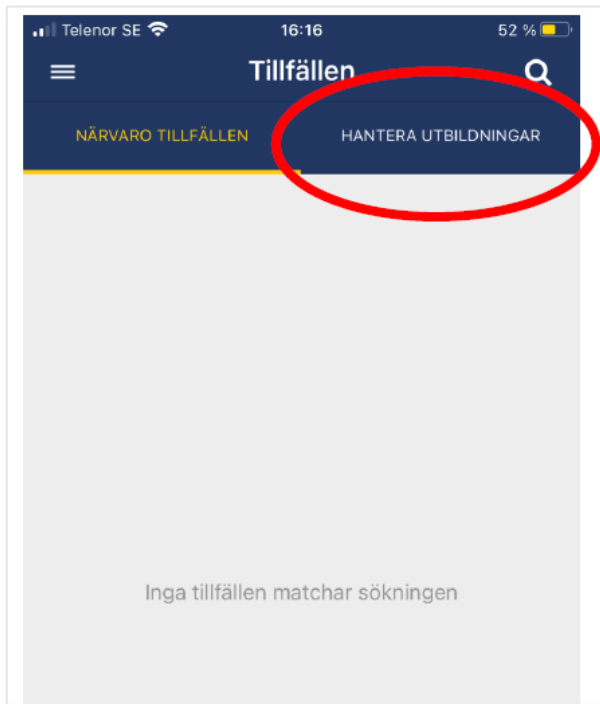 Telenor SE 16:16 52 %
Tillfällen
NÄRVARO TILLFÄLLEN HANTERA UTBILDNINGAR
Inga tillfällen matchar sökningen